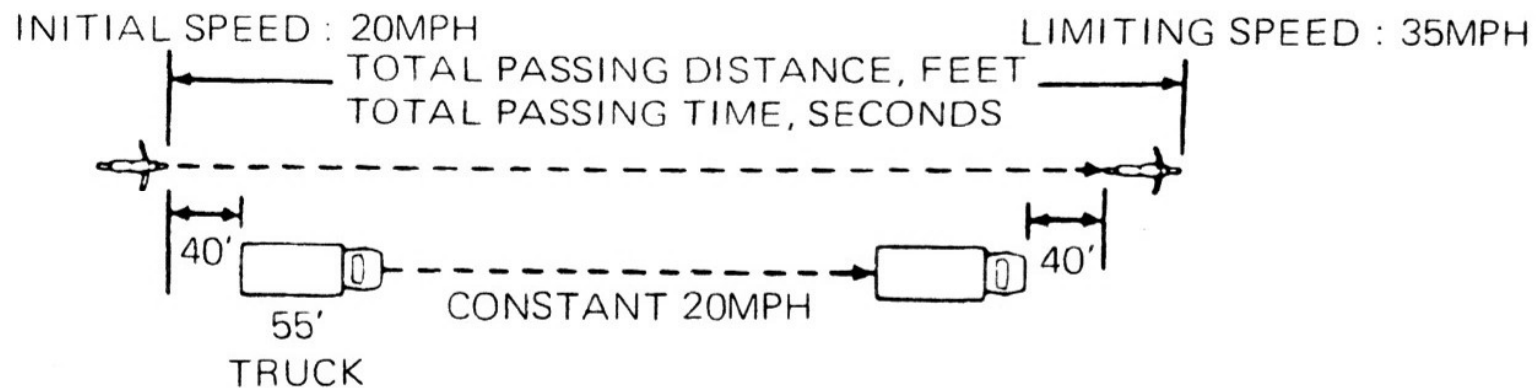 INITIAL SPEED : 20MPH
LIMITING SPEED : 35MPH
TOTAL PASSING DISTANCE, FEET
TOTAL PASSING TIME, SECONDS
40'
40'
CONSTANT 20MPH
55'
TRUCK